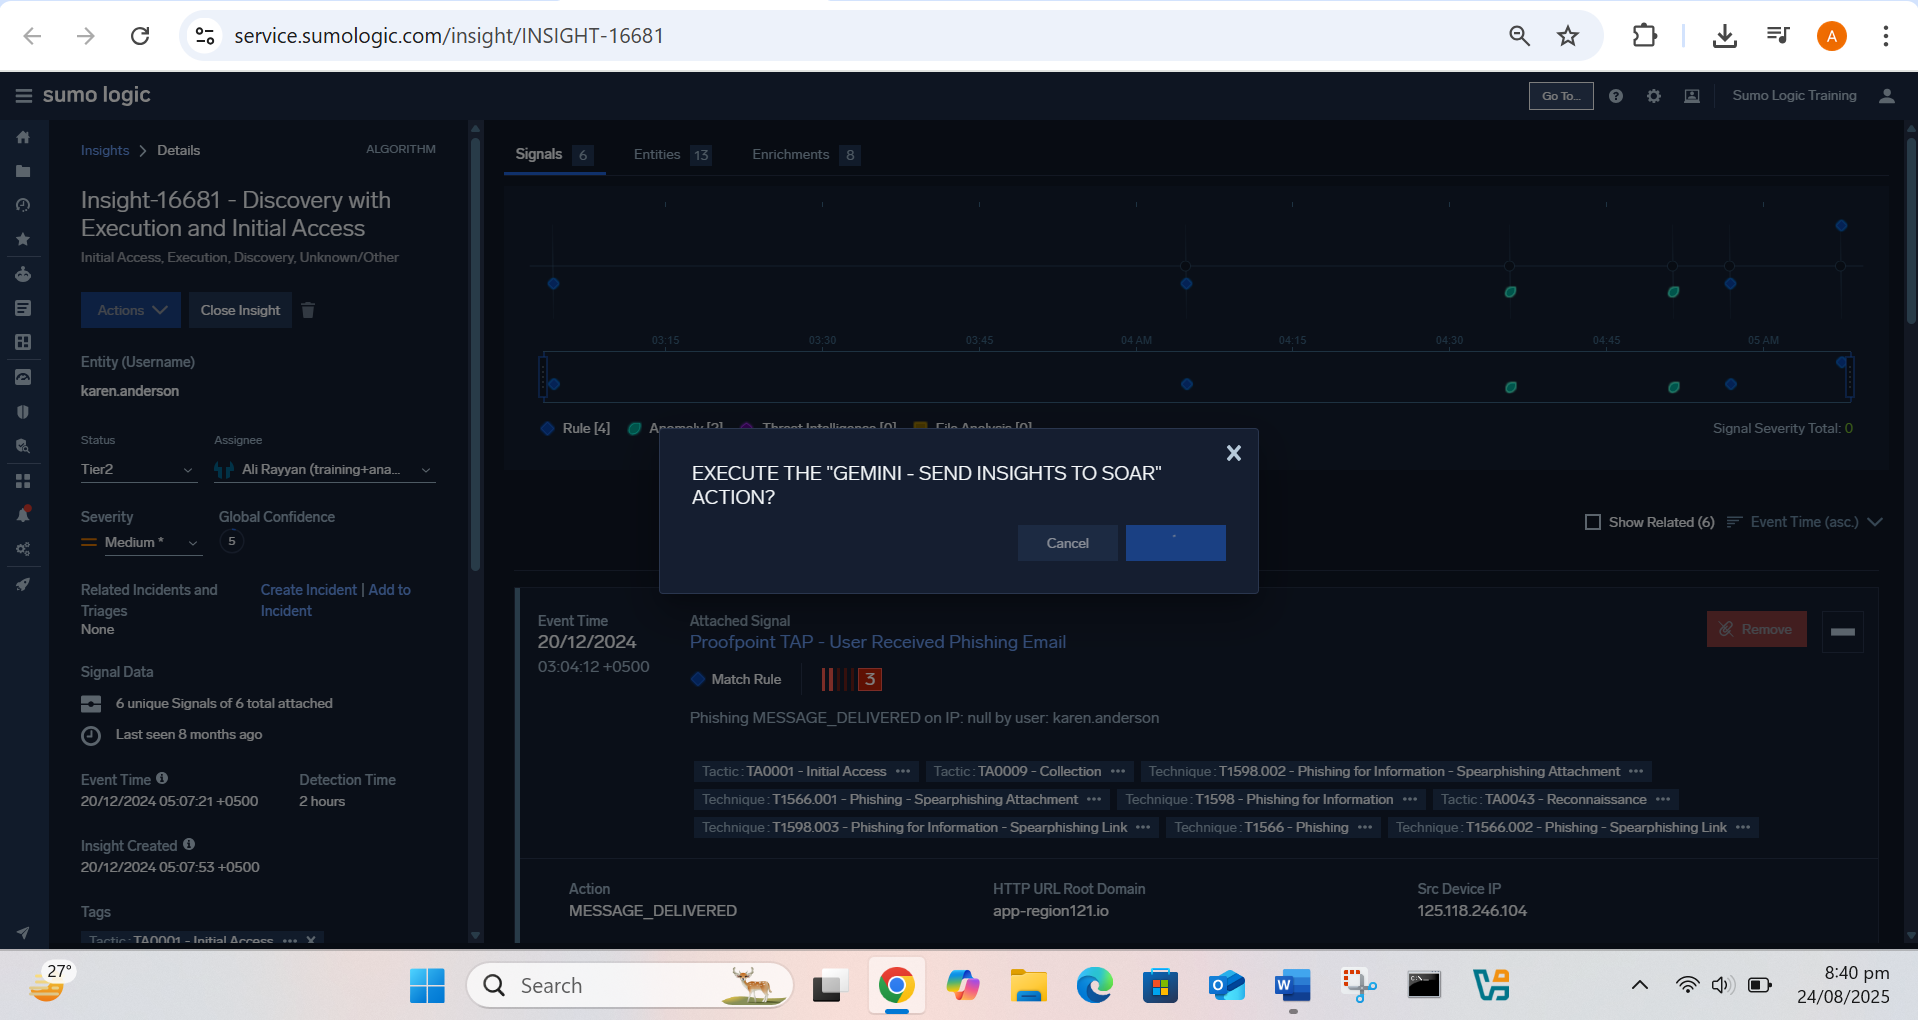 service.sumologic.com/insight/INSIGHT-16681
A
sumo logic
Go To...
Sumo Logic Training
Insights > Details
ALGORITHM
Insight-16681 - Discovery with
Execution and Initial Access
Initial Access, Execution, Discovery, Unknown/Other
Actions
Close Insight
Entity (Username)
karen.anderson
Status
Assignee
Tier2
Ali Rayyan (training+ana...
Severity
Global Confidence
Medium *
5
Related Incidents and
Triages
None
Create Incident | Add to
Incident
Signal Data
6 unique Signals of 6 total attached
Last seen 8 months ago
Event Time
Detection Time
20/12/2024 05:07:21 +0500
2 hours
Insight Created
20/12/2024 05:07:53 +0500
Tags
Tactic : TA0001 - Initial Access ••• X
Signals 6
Entities 13
Enrichments 8
03:15 03:30 03:45 04 AM 04:15 04:30 04:45 05 AM
Rule [4] Anomaly [2] Threat Intelligence [0] File Analysis [0]
Signal Severity Total: 0
EXECUTE THE "GEMINI - SEND INSIGHTS TO SOAR"
ACTION?
Cancel
Show Related (6)
Event Time (asc.)
Event Time
20/12/2024
03:04:12 +0500
Attached Signal
Proofpoint TAP - User Received Phishing Email
Remove
Match Rule
3
Phishing MESSAGE_DELIVERED on IP: null by user: karen.anderson
Tactic : TA0001 - Initial Access ••• Tactic : TA0009 - Collection ••• Technique : T1598.002 - Phishing for Information - Spearphishing Attachment •••
Technique : T1566.001 - Phishing - Spearphishing Attachment ••• Technique : T1598 - Phishing for Information ••• Tactic : TA0043 - Reconnaissance •••
Technique : T1598.003 - Phishing for Information - Spearphishing Link ••• Technique : T1566 - Phishing ••• Technique : T1566.002 - Phishing - Spearphishing Link •••
Action
HTTP URL Root Domain
Src Device IP
MESSAGE_DELIVERED
app-region121.io
125.118.246.104
27°
Search
8:40 pm
24/08/2025